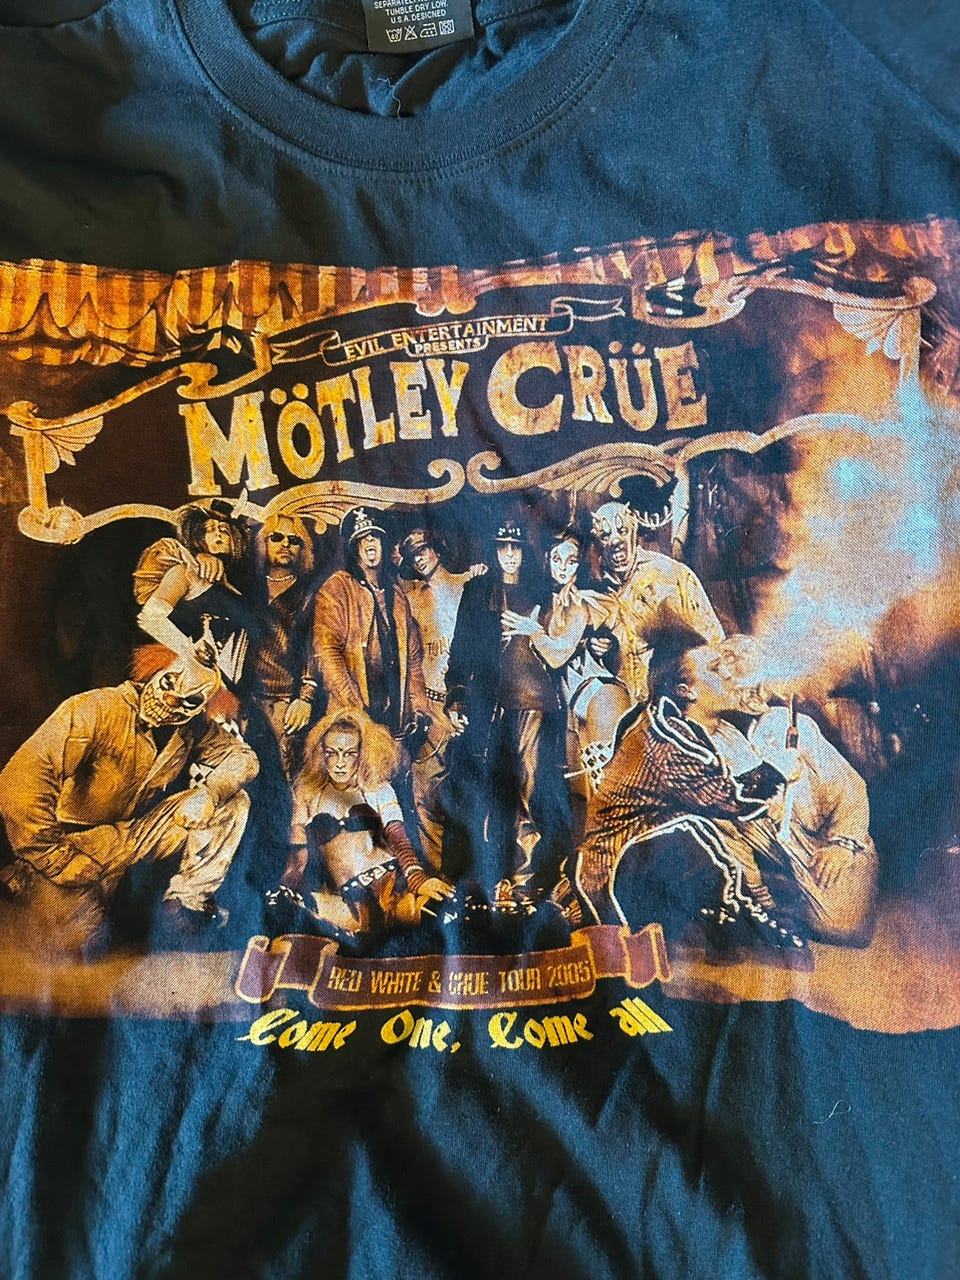 SEPARATELY
TUMBLE DRY LOW.
U.S.A. DESIGNED
EVIL ENTERTAINMENT
PRESENTS
MÖTLEY CRÜE
RED WHITE & CRUE TOUR 2005
Come One, Come all